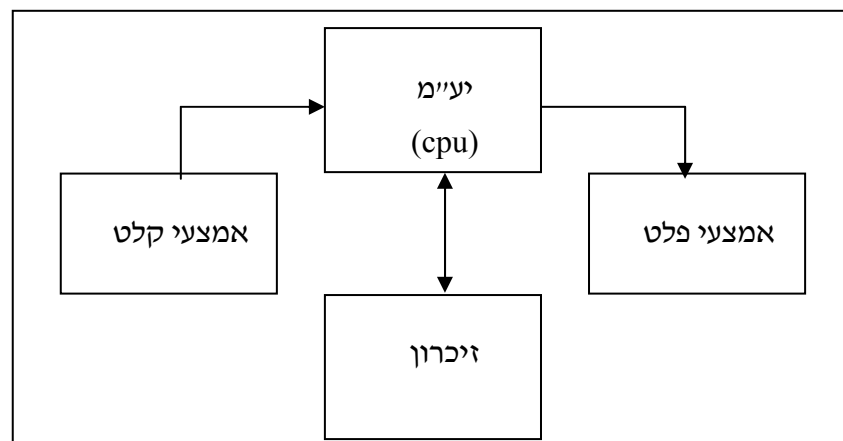 יע״מ
(cpu)
אמצעי קלט
אמצעי פלט
זיכרון